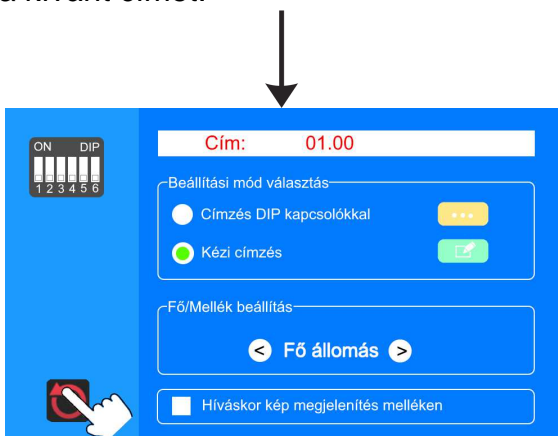 a kívánt címet.
ON DIP
1 2 3 4 5 6
Cím: 01.00
Beállítási mód választás
Címzés DIP kapcsolókkal
Kézi címzés
Fő/Mellék beállítás
< Fő állomás >
Híváskor kép megjelenítés melléken